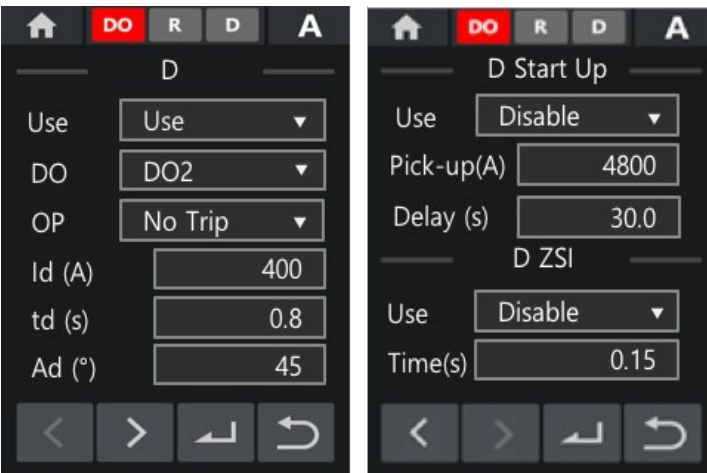 DO R D A
D
Use Use
DO DO2
OP No Trip
Id (A) 400
td (s) 0.8
Ad (°) 45
DO R D A
D Start Up
Use Disable
Pick-up(A) 4800
Delay (s) 30.0
D ZSI
Use Disable
Time(s) 0.15